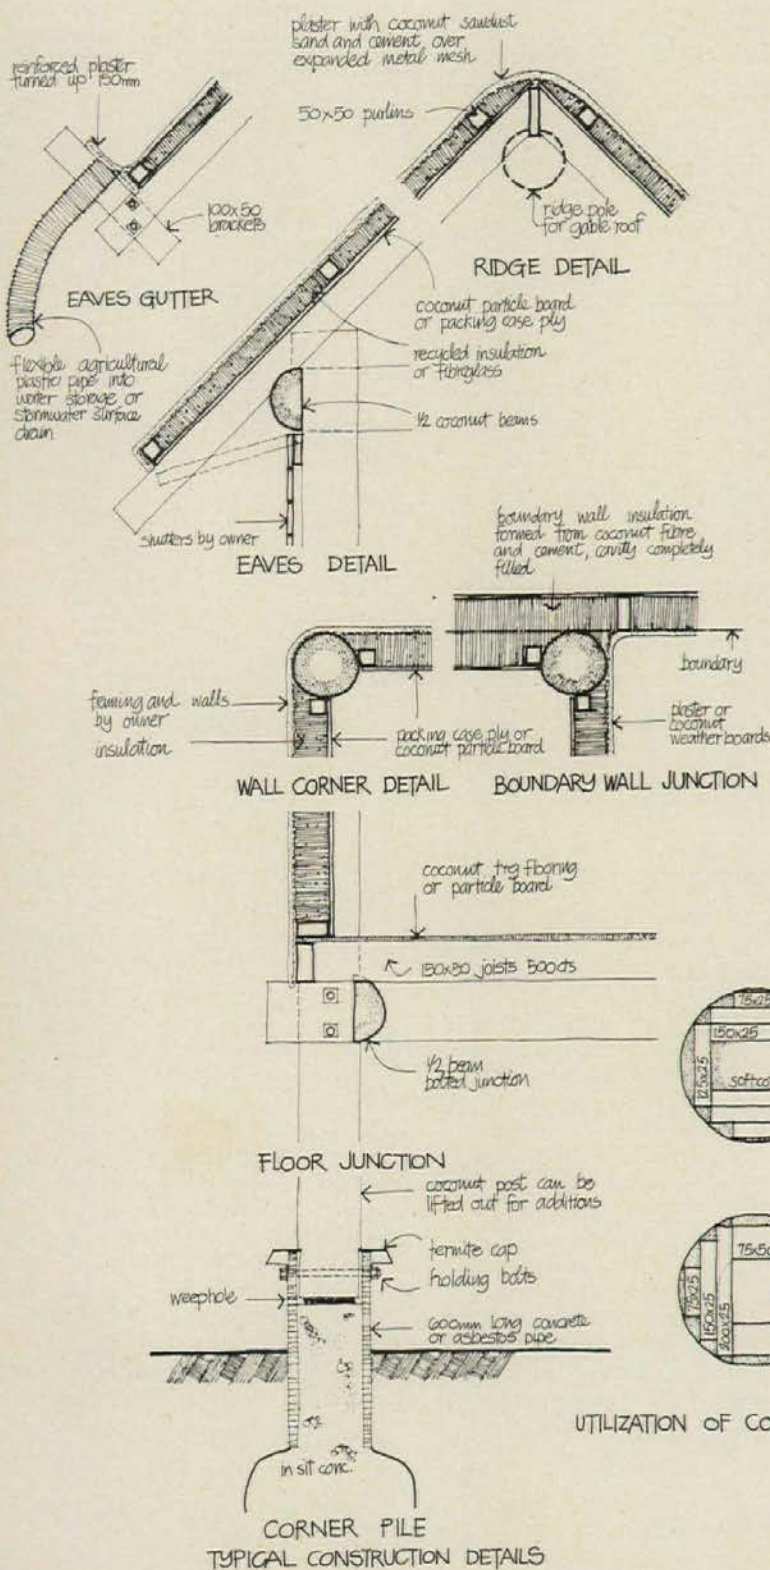 plaster with coconut sawdust
sand and cement, over
expanded metal mesh
reinforced plaster
turned up 150mm
50x50 purlins
100x50
brackets
ridge pole
for gable roof
EAVES GUTTER
RIDGE DETAIL
flexible agricultural
plastic pipe into
water storage or
stormwater surface
drain
coconut particle board
or packing case ply
recycled insulation
or fibreglass
1/2 coconut beams
shutters by owner
EAVES DETAIL
boundary wall insulation
formed from coconut fibre
and cement, cavity completely
filled
boundary
framing and walls
by owner
insulation
packing case ply or
coconut particle board
plaster or
coconut
weather boards
WALL CORNER DETAIL
BOUNDARY WALL JUNCTION
coconut t+g flooring
or particle board
150x50 joists 500cts
1/2 beam
bolted junction
75x25
150x25
125x25
FLOOR JUNCTION
coconut post can be
lifted out for additions
termite cap
holding bolts
weephole
600mm long concrete
or asbestos pipe
75x50
75x25
150x25
200x25
UTILIZATION OF CO
in sit conc.
CORNER PILE
TYPICAL CONSTRUCTION DETAILS